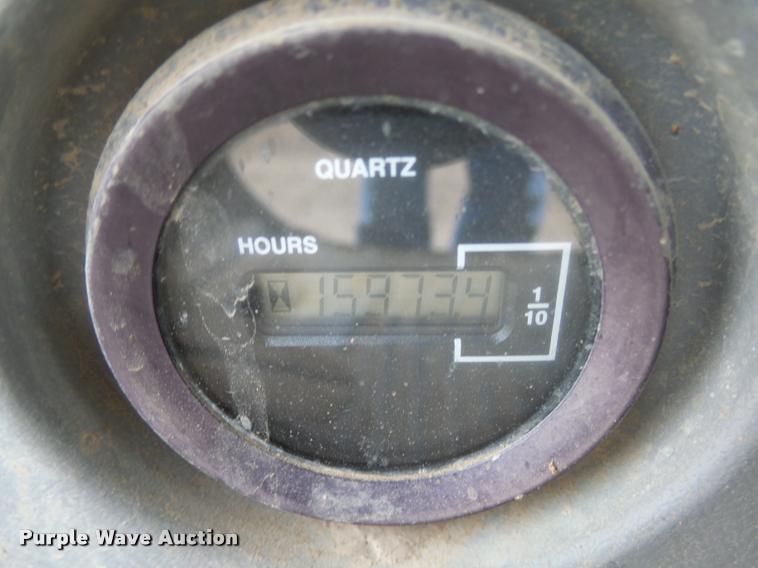 QUARTZ
HOURS
15973.4
1/10
Purple Wave Auction